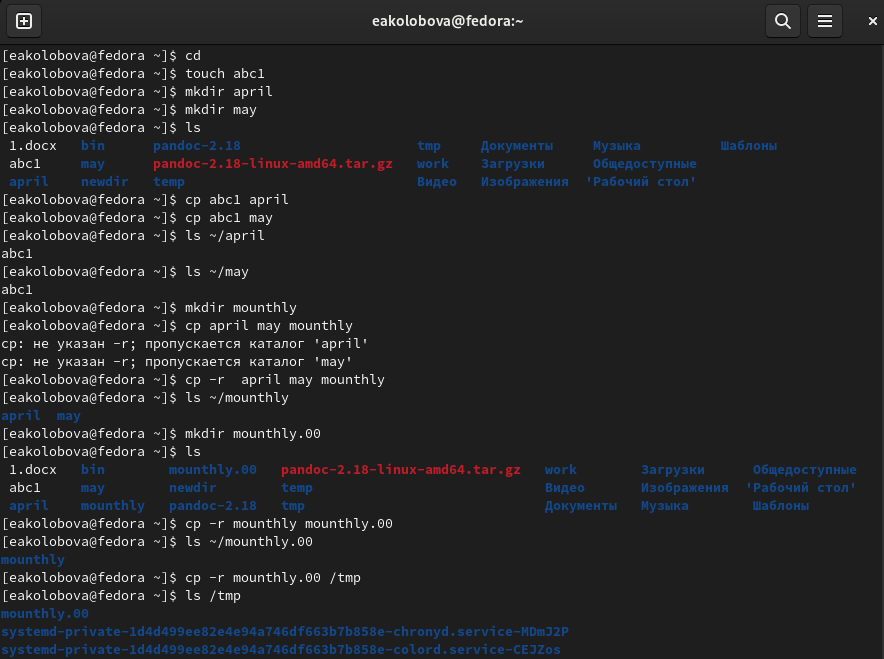 eakolobova@fedora:~
[eakolobova@fedora ~]$ cd
[eakolobova@fedora ~]$ touch abc1
[eakolobova@fedora ~]$ mkdir april
[eakolobova@fedora ~]$ mkdir may
[eakolobova@fedora ~]$ ls
1.docx bin pandoc-2.18 tmp Документы Музыка Шаблоны
abc1 may pandoc-2.18-linux-amd64.tar.gz work Загрузки Общедоступные
april newdir temp Видео Изображения 'Рабочий стол'
[eakolobova@fedora ~]$ cp abc1 april
[eakolobova@fedora ~]$ cp abc1 may
[eakolobova@fedora ~]$ ls ~/april
abc1
[eakolobova@fedora ~]$ ls ~/may
abc1
[eakolobova@fedora ~]$ mkdir mounthly
[eakolobova@fedora ~]$ cp april may mounthly
cp: не указан -r; пропускается каталог 'april'
cp: не указан -r; пропускается каталог 'may'
[eakolobova@fedora ~]$ cp -r  april may mounthly
[eakolobova@fedora ~]$ ls ~/mounthly
april may
[eakolobova@fedora ~]$ mkdir mounthly.00
[eakolobova@fedora ~]$ ls
1.docx bin mounthly.00 pandoc-2.18-linux-amd64.tar.gz work Загрузки Общедоступные
abc1 may newdir temp Видео Изображения 'Рабочий стол'
april mounthly pandoc-2.18 tmp Документы Музыка Шаблоны
[eakolobova@fedora ~]$ cp -r mounthly mounthly.00
[eakolobova@fedora ~]$ ls ~/mounthly.00
mounthly
[eakolobova@fedora ~]$ cp -r mounthly.00 /tmp
[eakolobova@fedora ~]$ ls /tmp
mounthly.00
systemd-private-1d4d499ee82e4e94a746df663b7b858e-chronyd.service-MDmJ2P
systemd-private-1d4d499ee82e4e94a746df663b7b858e-colord.service-CEJZos